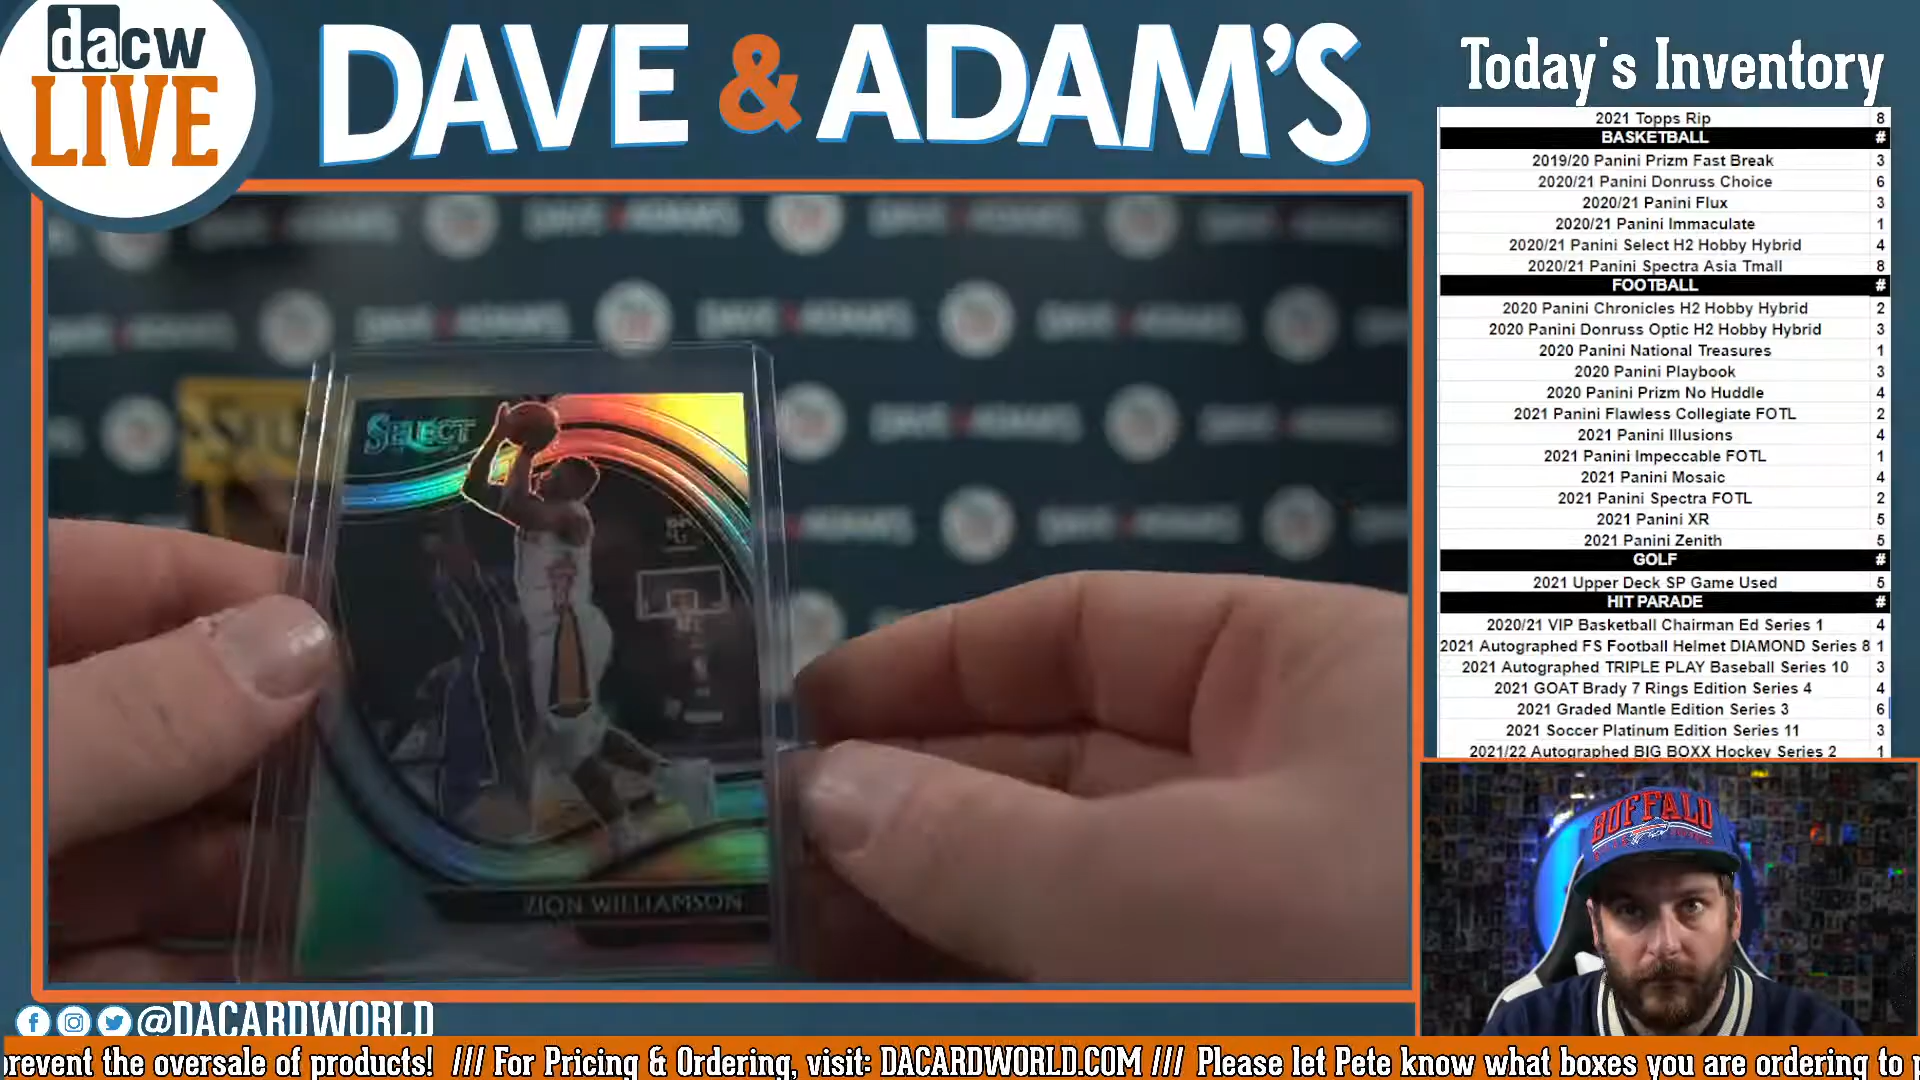 dacw
LIVE
DAVE & ADAM'S
Today's Inventory
2021 Topps Rip 8
BASKETBALL #
2019/20 Panini Prizm Fast Break 3
2020/21 Panini Donruss Choice 6
2020/21 Panini Flux 3
2020/21 Panini Immaculate 1
2020/21 Panini Select H2 Hobby Hybrid 4
2020/21 Panini Spectra Asia Tmall 8
FOOTBALL #
2020 Panini Chronicles H2 Hobby Hybrid 2
2020 Panini Donruss Optic H2 Hobby Hybrid 3
2020 Panini National Treasures 1
2020 Panini Playbook 3
2020 Panini Prizm No Huddle 4
2021 Panini Flawless Collegiate FOTL 2
2021 Panini Illusions 4
2021 Panini Impeccable FOTL 1
2021 Panini Mosaic 4
2021 Panini Spectra FOTL 2
2021 Panini XR 5
2021 Panini Zenith 5
GOLF #
2021 Upper Deck SP Game Used 5
HIT PARADE #
2020/21 VIP Basketball Chairman Ed Series 1 4
2021 Autographed FS Football Helmet DIAMOND Series 8 1
2021 Autographed TRIPLE PLAY Baseball Series 10 3
2021 GOAT Brady 7 Rings Edition Series 4 4
2021 Graded Mantle Edition Series 3 6
2021 Soccer Platinum Edition Series 11 3
2021/22 Autographed BIG BOXX Hockey Series 2 1
SELECT
ZION WILLIAMSON
BUFFALO
@DACARDWORLD
prevent the oversale of products! /// For Pricing & Ordering, visit: DACARDWORLD.COM /// Please let Pete know what boxes you are ordering to